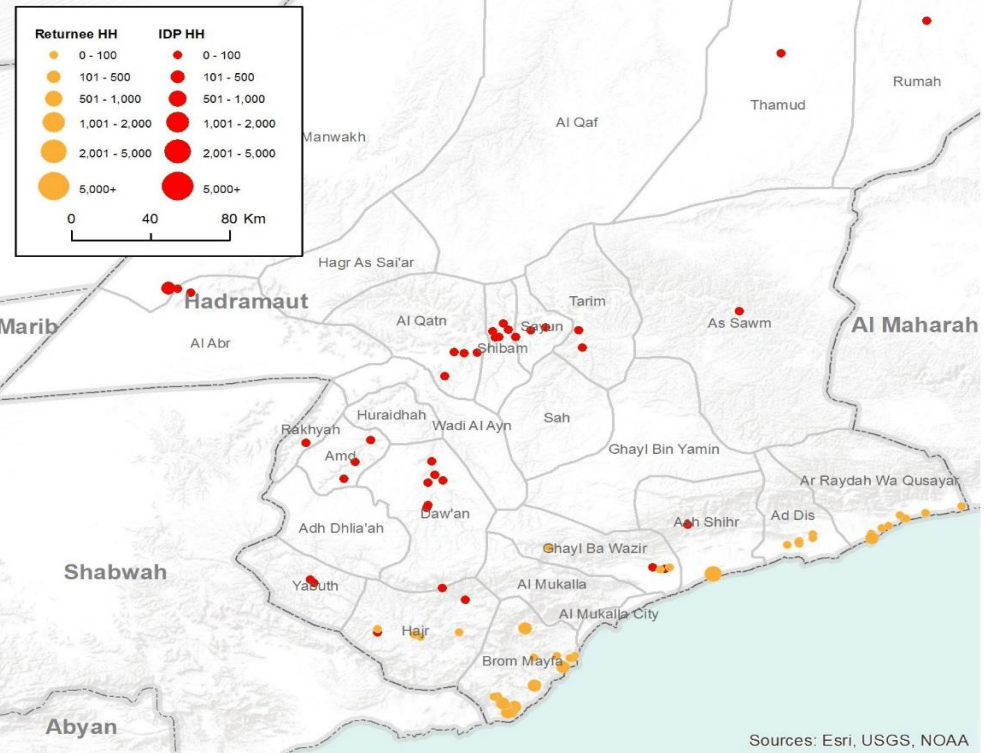 Returnee HH IDP HH
0 - 100 0 - 100
101 - 500 101 - 500
501 - 1,000 501 - 1,000
1,001 - 2,000 1,001 - 2,000
2,001 - 5,000 2,001 - 5,000
5,000+ 5,000+
0 40 80 Km
Rumah
Thamud
Al Qaf
Manwakh
Hagr As Sai'ar
Hadramaut
Tarim
Marib
Al Qatn
Sayun
As Sawm
Al Maharah
Al Abr
Shibam
Huraidhah
Sah
Rakhyah
Wadi Al Ayn
Amd
Ghayl Bin Yamin
Ar Raydah Wa Qusayar
Daw'an
Ad Dis
Adh Dhlia'ah
Ash Shihr
Ghayl Ba Wazir
Shabwah
Yabuth
Al Mukalla
Al Mukalla City
Hajr
Brom Mayfa
Abyan
Sources: Esri, USGS, NOAA